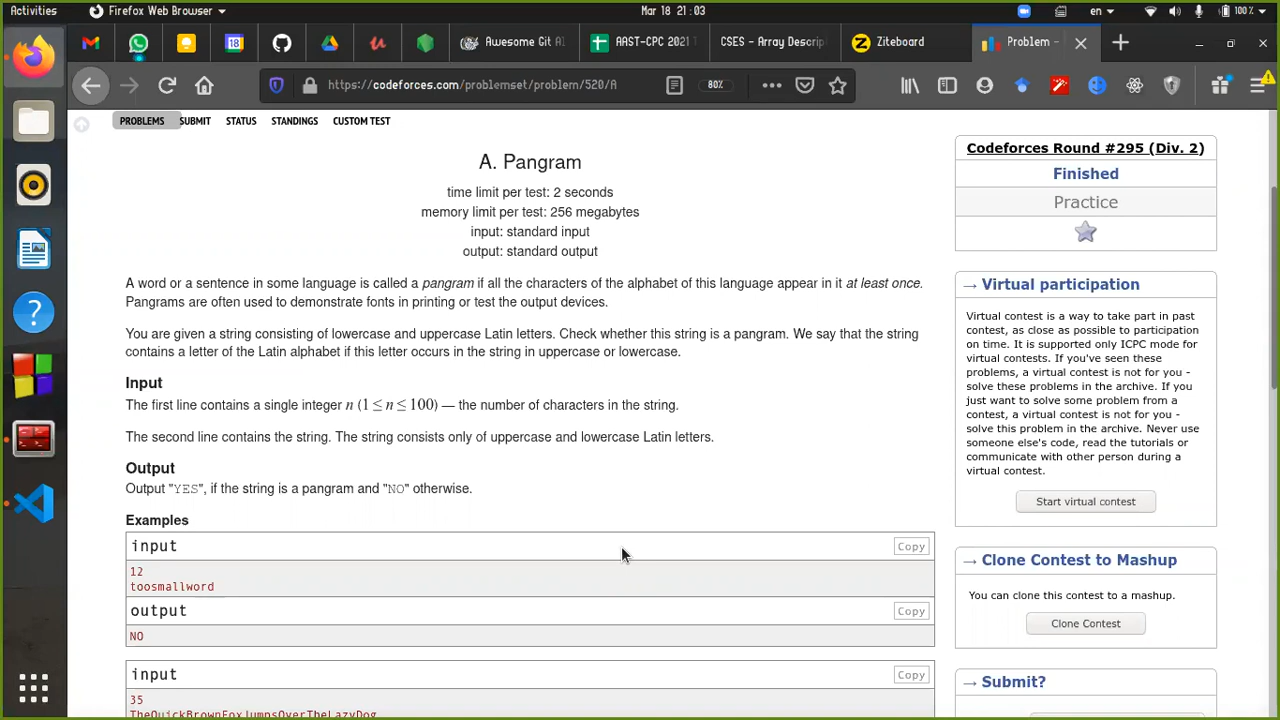 Activities
Firefox Web Browser
Mar 18 21:03
en
100 %
18
Awesome Git Al
AAST-CPC 2021 T
CSES - Array Descrip
Ziteboard
Problem -
https://codeforces.com/problemset/problem/520/A
80%
PROBLEMS SUBMIT STATUS STANDINGS CUSTOM TEST
A. Pangram
time limit per test: 2 seconds
memory limit per test: 256 megabytes
input: standard input
output: standard output
A word or a sentence in some language is called a pangram if all the characters of the alphabet of this language appear in it at least once.
Pangrams are often used to demonstrate fonts in printing or test the output devices.
You are given a string consisting of lowercase and uppercase Latin letters. Check whether this string is a pangram. We say that the string
contains a letter of the Latin alphabet if this letter occurs in the string in uppercase or lowercase.
Input
The first line contains a single integer n (1 ≤ n ≤ 100) — the number of characters in the string.
The second line contains the string. The string consists only of uppercase and lowercase Latin letters.
Output
Output "YES", if the string is a pangram and "NO" otherwise.
Examples
input
Copy
12
toosmallword
output
Copy
NO
input
Copy
35
TheQuickBrownFoxJumpsOverTheLazyDog
Codeforces Round #295 (Div. 2)
Finished
Practice
→ Virtual participation
Virtual contest is a way to take part in past
contest, as close as possible to participation
on time. It is supported only ICPC mode for
virtual contests. If you've seen these
problems, a virtual contest is not for you -
solve these problems in the archive. If you
just want to solve some problem from a
contest, a virtual contest is not for you -
solve this problem in the archive. Never use
someone else's code, read the tutorials or
communicate with other person during a
virtual contest.
Start virtual contest
→ Clone Contest to Mashup
You can clone this contest to a mashup.
Clone Contest
→ Submit?